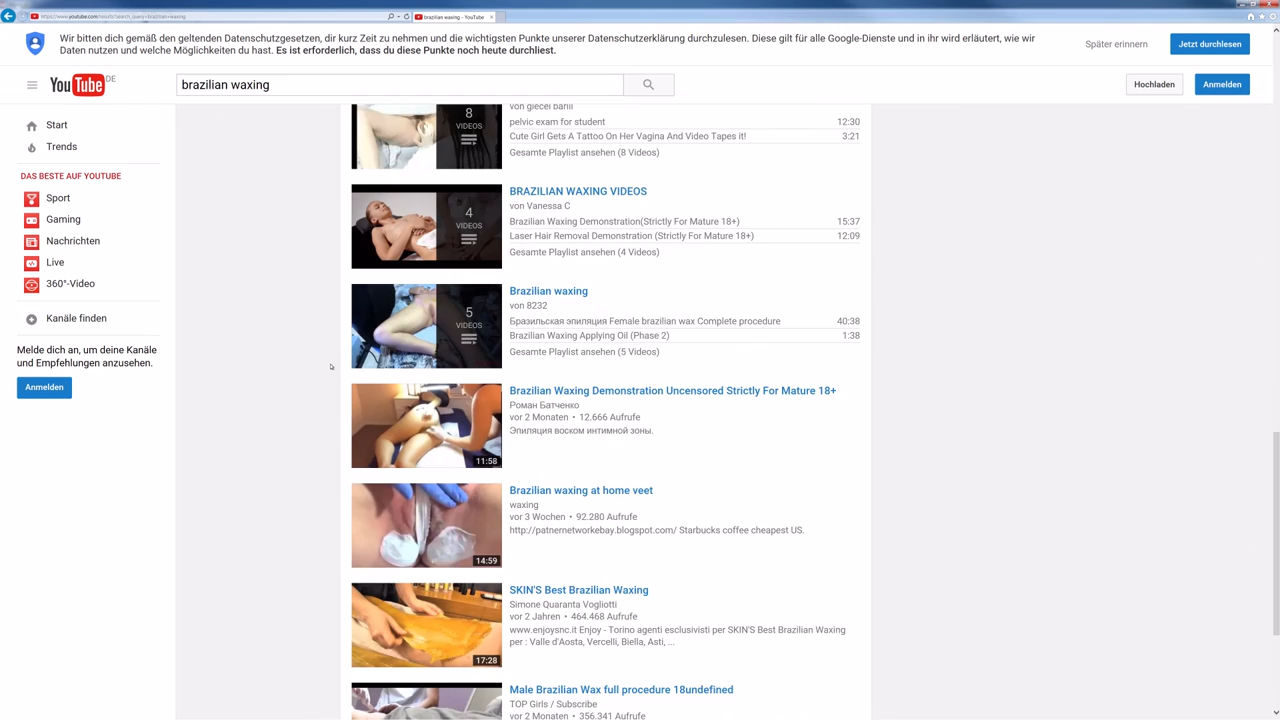 https://www.youtube.com/results?search_query=brazilian+waxing
brazilian waxing - YouTube
Wir bitten dich gemäß den geltenden Datenschutzgesetzen, dir kurz Zeit zu nehmen und die wichtigsten Punkte unserer Datenschutzerklärung durchzulesen. Diese gilt für alle Google-Dienste und in ihr wird erläutert, wie wir
Daten nutzen und welche Möglichkeiten du hast. Es ist erforderlich, dass du diese Punkte noch heute durchliest.
Später erinnern
Jetzt durchlesen
YouTube DE
brazilian waxing
Hochladen
Anmelden
Start
Trends
DAS BESTE AUF YOUTUBE
Sport
Gaming
Nachrichten
Live
360°-Video
Kanäle finden
Melde dich an, um deine Kanäle
und Empfehlungen anzusehen.
Anmelden
8
VIDEOS
pelvic exam for student 12:30
Cute Girl Gets A Tattoo On Her Vagina And Video Tapes it! 3:21
Gesamte Playlist ansehen (8 Videos)
4
VIDEOS
BRAZILIAN WAXING VIDEOS
von Vanessa C
Brazilian Waxing Demonstration(Strictly For Mature 18+) 15:37
Laser Hair Removal Demonstration (Strictly For Mature 18+) 12:09
Gesamte Playlist ansehen (4 Videos)
5
VIDEOS
Brazilian waxing
von 8232
Бразильская эпиляция Female brazilian wax Complete procedure 40:38
Brazilian Waxing Applying Oil (Phase 2) 1:38
Gesamte Playlist ansehen (5 Videos)
11:58
Brazilian Waxing Demonstration Uncensored Strictly For Mature 18+
Роман Батченко
vor 2 Monaten • 12.666 Aufrufe
Эпиляция воском интимной зоны.
14:59
Brazilian waxing at home veet
waxing
vor 3 Wochen • 92.280 Aufrufe
http://patnernetworkebay.blogspot.com/ Starbucks coffee cheapest US.
17:28
SKIN'S Best Brazilian Waxing
Simone Quaranta Vogliotti
vor 2 Jahren • 464.468 Aufrufe
www.enjoysnc.it Enjoy - Torino agenti esclusivisti per SKIN'S Best Brazilian Waxing
per : Valle d'Aosta, Vercelli, Biella, Asti, ...
Male Brazilian Wax full procedure 18undefined
TOP Girls / Subscribe
vor 2 Monaten • 356.341 Aufrufe